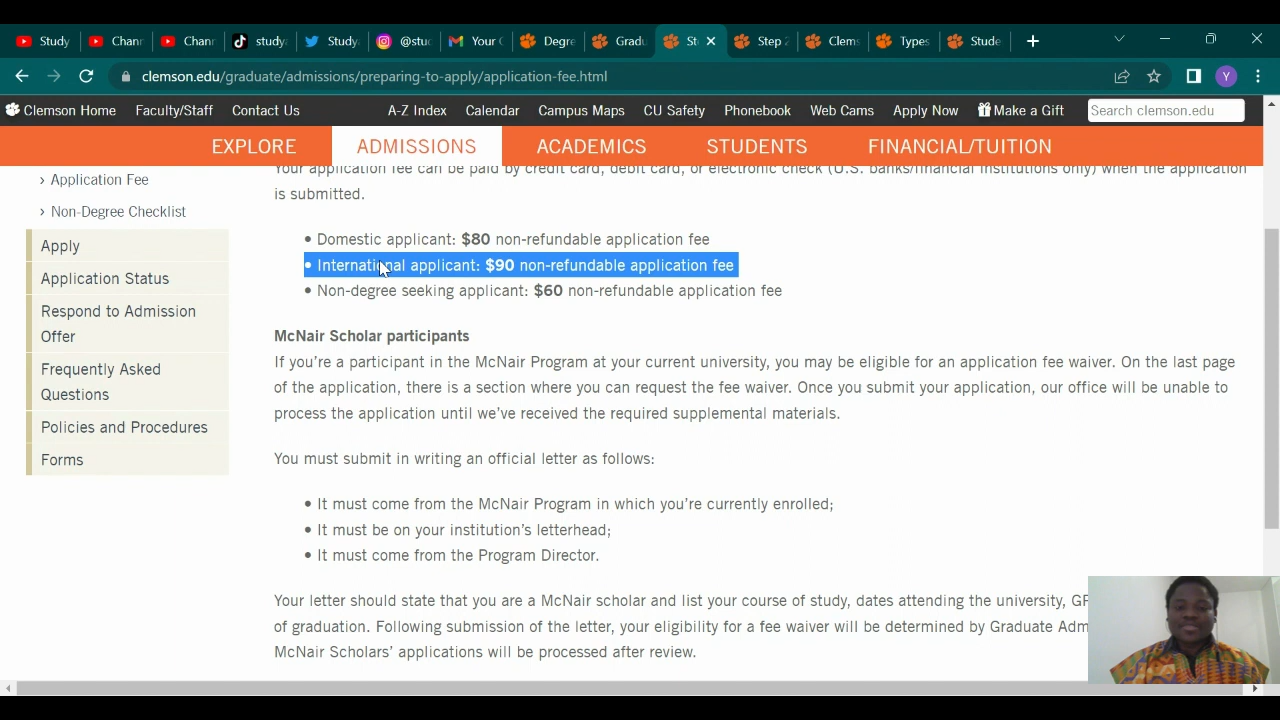 Study
Chann
Chann
study
Study
@stud
Your
Degre
Gradu
Ste
Step
Clems
Types
Stude
clemson.edu/graduate/admissions/preparing-to-apply/application-fee.html
Y
Clemson Home Faculty/Staff Contact Us A-Z Index Calendar Campus Maps CU Safety Phonebook Web Cams Apply Now Make a Gift Search clemson.edu
EXPLORE ADMISSIONS ACADEMICS STUDENTS FINANCIAL/TUITION
› Application Fee
› Non-Degree Checklist
Apply
Application Status
Respond to Admission
Offer
Frequently Asked
Questions
Policies and Procedures
Forms
Your application fee can be paid by credit card, debit card, or electronic check (U.S. banks/financial institutions only) when the application
is submitted.
• Domestic applicant: $80 non-refundable application fee
• International applicant: $90 non-refundable application fee
• Non-degree seeking applicant: $60 non-refundable application fee
McNair Scholar participants
If you're a participant in the McNair Program at your current university, you may be eligible for an application fee waiver. On the last page
of the application, there is a section where you can request the fee waiver. Once you submit your application, our office will be unable to
process the application until we've received the required supplemental materials.
You must submit in writing an official letter as follows:
• It must come from the McNair Program in which you're currently enrolled;
• It must be on your institution's letterhead;
• It must come from the Program Director.
Your letter should state that you are a McNair scholar and list your course of study, dates attending the university, GP
of graduation. Following submission of the letter, your eligibility for a fee waiver will be determined by Graduate Adm
McNair Scholars' applications will be processed after review.